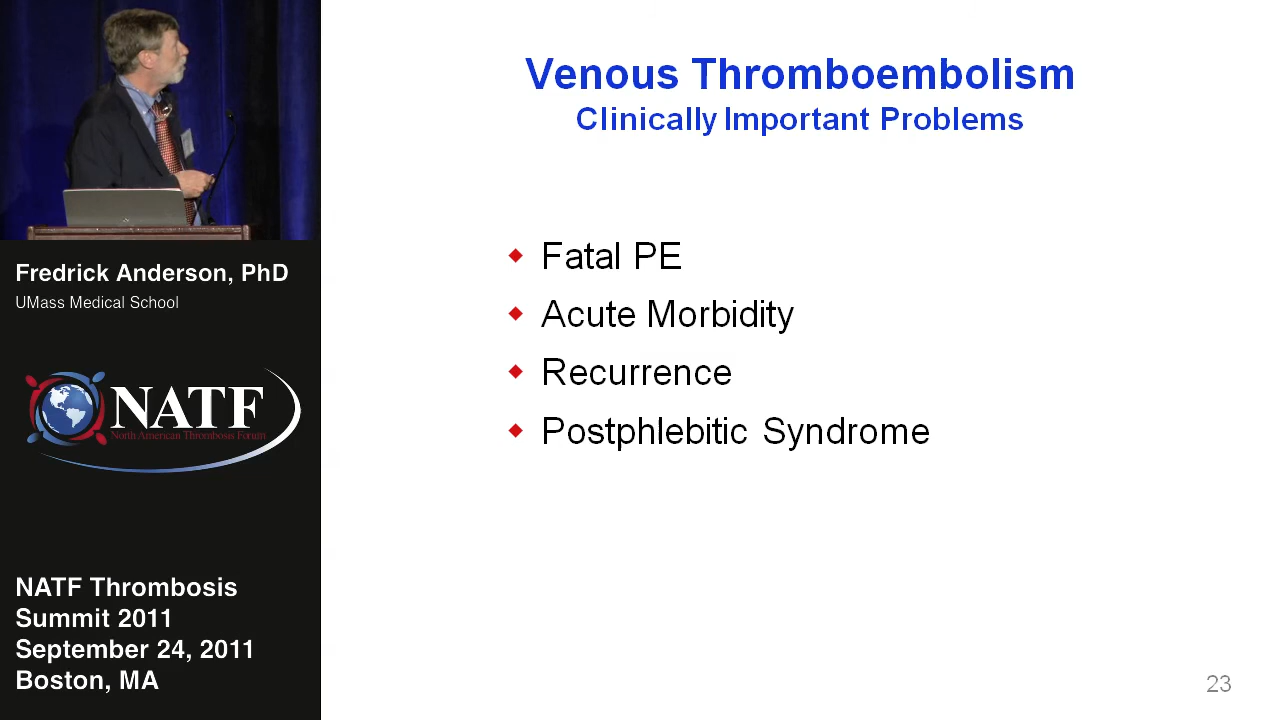 Venous Thromboembolism
Clinically Important Problems
Fatal PE
Acute Morbidity
Recurrence
Postphlebitic Syndrome
23
Fredrick Anderson, PhD
UMass Medical School
NATF
North American Thrombosis Forum
NATF Thrombosis
Summit 2011
September 24, 2011
Boston, MA